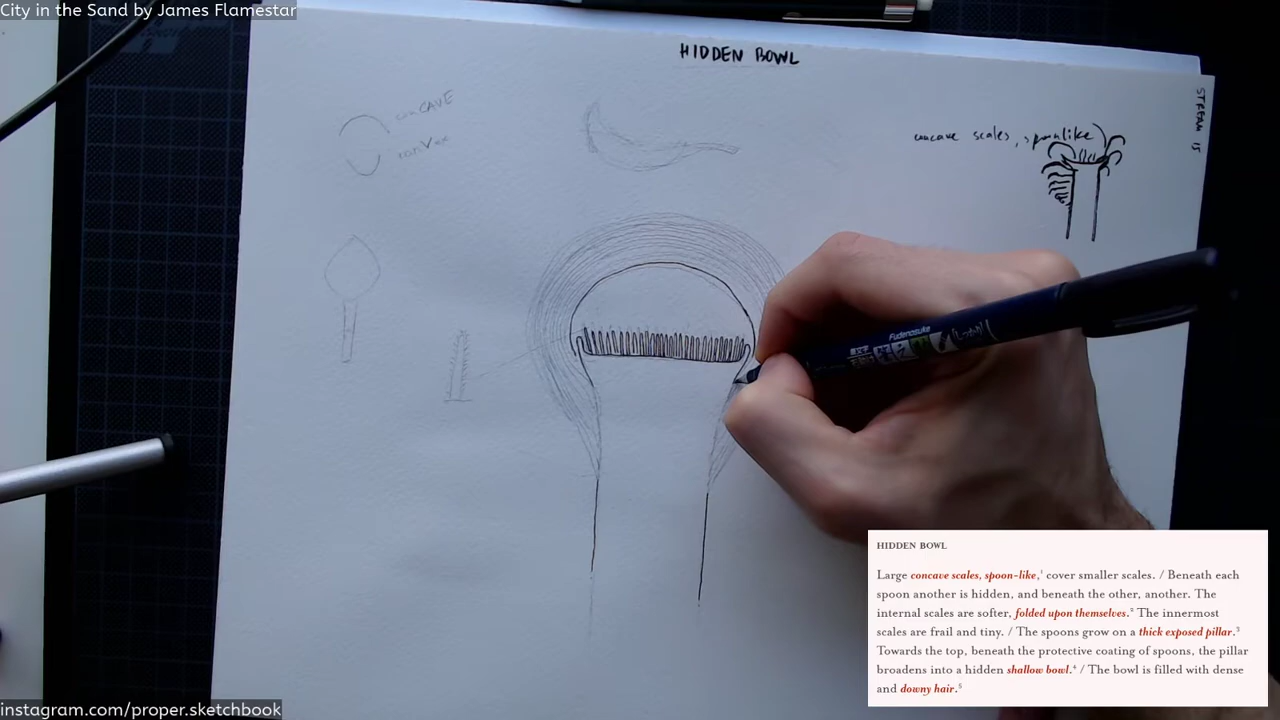 City in the Sand by James Flamestar
HIDDEN BOWL
STREAM 15
conCAVE
conVex
concave scales, spoonlike
Fudenosuke
HIDDEN BOWL
Large concave scales, spoon-like,¹ cover smaller scales. / Beneath each
spoon another is hidden, and beneath the other, another. The
internal scales are softer, folded upon themselves.² The innermost
scales are frail and tiny. / The spoons grow on a thick exposed pillar.³
Towards the top, beneath the protective coating of spoons, the pillar
broadens into a hidden shallow bowl.⁴ / The bowl is filled with dense
and downy hair.⁵
instagram.com/proper.sketchbook